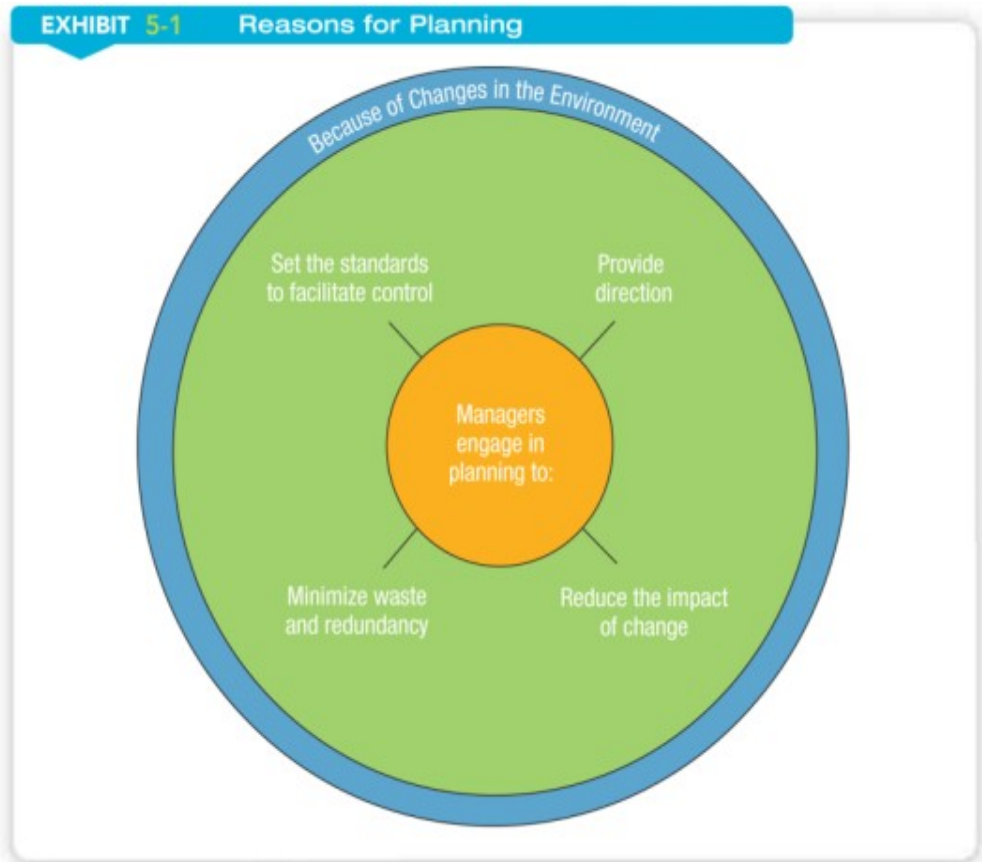 EXHIBIT 5-1 Reasons for Planning
Because of Changes in the Environment
Set the standards
to facilitate control
Provide
direction
Managers
engage in
planning to:
Minimize waste
and redundancy
Reduce the impact
of change